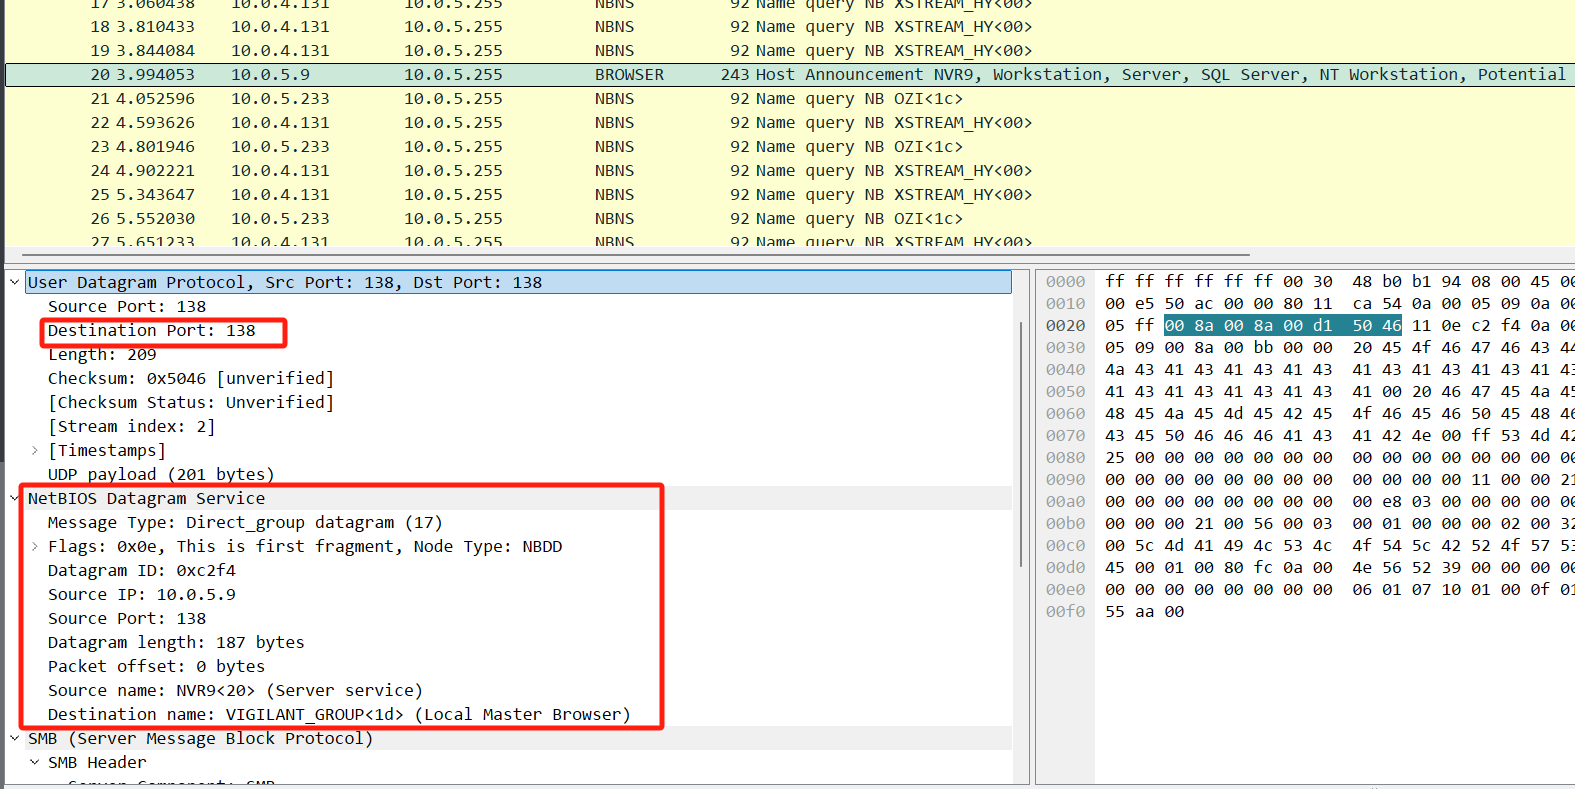 17 3.060438 10.0.4.131 10.0.5.255 NBNS 92 Name query NB XSTREAM_HY<00>
18 3.810433 10.0.4.131 10.0.5.255 NBNS 92 Name query NB XSTREAM_HY<00>
19 3.844084 10.0.4.131 10.0.5.255 NBNS 92 Name query NB XSTREAM_HY<00>
20 3.994053 10.0.5.9 10.0.5.255 BROWSER 243 Host Announcement NVR9, Workstation, Server, SQL Server, NT Workstation, Potential
21 4.052596 10.0.5.233 10.0.5.255 NBNS 92 Name query NB OZI<1c>
22 4.593626 10.0.4.131 10.0.5.255 NBNS 92 Name query NB XSTREAM_HY<00>
23 4.801946 10.0.5.233 10.0.5.255 NBNS 92 Name query NB OZI<1c>
24 4.902221 10.0.4.131 10.0.5.255 NBNS 92 Name query NB XSTREAM_HY<00>
25 5.343647 10.0.4.131 10.0.5.255 NBNS 92 Name query NB XSTREAM_HY<00>
26 5.552030 10.0.5.233 10.0.5.255 NBNS 92 Name query NB OZI<1c>
27 5.651233 10.0.4.131 10.0.5.255 NBNS 92 Name query NB XSTREAM_HY<00>
User Datagram Protocol, Src Port: 138, Dst Port: 138
Source Port: 138
Destination Port: 138
Length: 209
Checksum: 0x5046 [unverified]
[Checksum Status: Unverified]
[Stream index: 2]
[Timestamps]
UDP payload (201 bytes)
NetBIOS Datagram Service
Message Type: Direct_group datagram (17)
Flags: 0x0e, This is first fragment, Node Type: NBDD
Datagram ID: 0xc2f4
Source IP: 10.0.5.9
Source Port: 138
Datagram length: 187 bytes
Packet offset: 0 bytes
Source name: NVR9<20> (Server service)
Destination name: VIGILANT_GROUP<1d> (Local Master Browser)
SMB (Server Message Block Protocol)
SMB Header
Server Component: SMB
0000 ff ff ff ff ff ff 00 30 48 b0 b1 94 08 00 45 00
0010 00 e5 50 ac 00 00 80 11 ca 54 0a 00 05 09 0a 00
0020 05 ff 00 8a 00 8a 00 d1 50 46 11 0e c2 f4 0a 00
0030 05 09 00 8a 00 bb 00 00 20 45 4f 46 47 46 43 44
0040 4a 43 41 43 41 43 41 43 41 43 41 43 41 43 41 43
0050 41 43 41 43 41 43 41 43 41 00 20 46 47 45 4a 45
0060 48 45 4a 45 4d 45 42 45 4f 46 45 46 50 45 48 46
0070 43 45 50 46 46 46 41 43 41 42 4e 00 ff 53 4d 42
0080 25 00 00 00 00 00 00 00 00 00 00 00 00 00 00 00
0090 00 00 00 00 00 00 00 00 00 00 00 00 11 00 00 21
00a0 00 00 00 00 00 00 00 00 00 e8 03 00 00 00 00 00
00b0 00 00 00 21 00 56 00 03 00 01 00 00 00 02 00 32
00c0 00 5c 4d 41 49 4c 53 4c 4f 54 5c 42 52 4f 57 53
00d0 45 00 01 00 80 fc 0a 00 4e 56 52 39 00 00 00 00
00e0 00 00 00 00 00 00 00 00 06 01 07 10 01 00 0f 01
00f0 55 aa 00